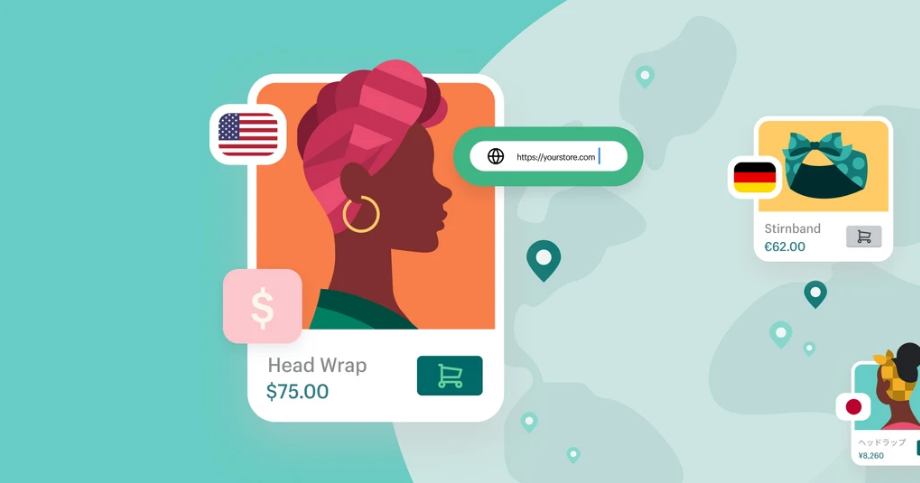 https://yourstore.com
$
Head Wrap
$75.00
Stirnband
€62.00
ヘッドラップ
¥8,260